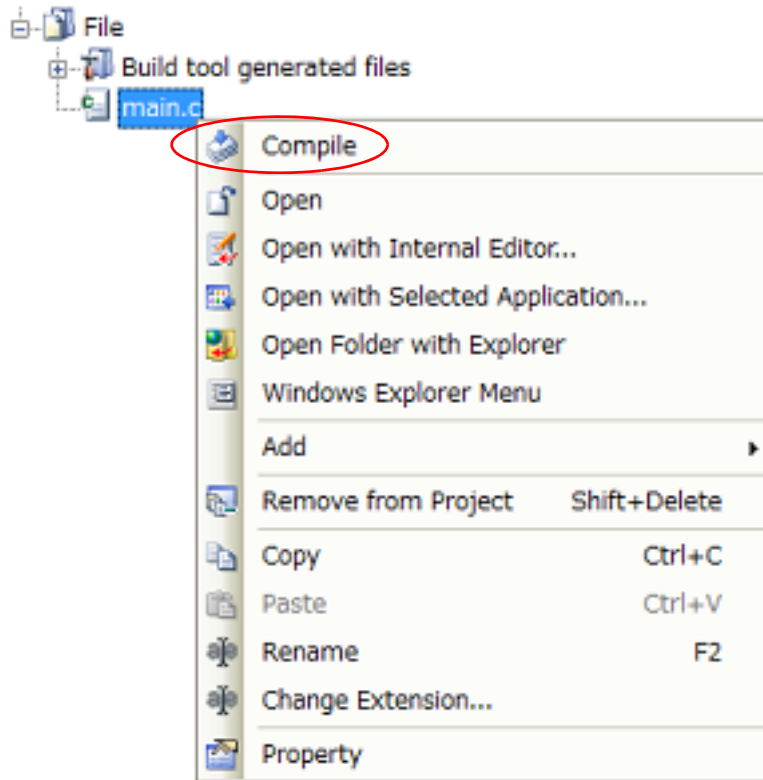 File
Build tool generated files
main.c
Compile
Open
Open with Internal Editor...
Open with Selected Application...
Open Folder with Explorer
Windows Explorer Menu
Add
Remove from Project Shift+Delete
Copy Ctrl+C
Paste Ctrl+V
Rename F2
Change Extension...
Property